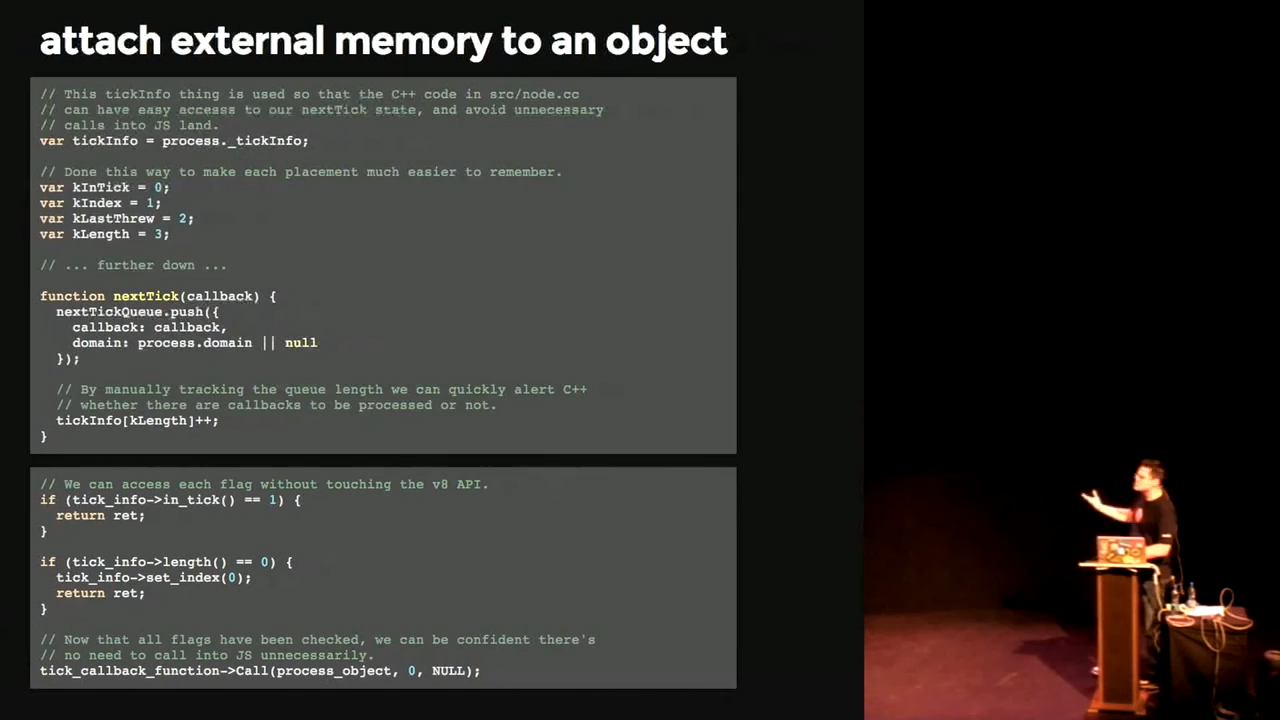 attach external memory to an object
// This tickInfo thing is used so that the C++ code in src/node.cc
// can have easy accesss to our nextTick state, and avoid unnecessary
// calls into JS land.
var tickInfo = process._tickInfo;
// Done this way to make each placement much easier to remember.
var kInTick = 0;
var kIndex = 1;
var kLastThrew = 2;
var kLength = 3;
// ... further down ...
function nextTick(callback) {
nextTickQueue.push({
callback: callback,
domain: process.domain || null
});
// By manually tracking the queue length we can quickly alert C++
// whether there are callbacks to be processed or not.
tickInfo[kLength]++;
}
// We can access each flag without touching the v8 API.
if (tick_info->in_tick() == 1) {
return ret;
}
if (tick_info->length() == 0) {
tick_info->set_index(0);
return ret;
}
// Now that all flags have been checked, we can be confident there's
// no need to call into JS unnecessarily.
tick_callback_function->Call(process_object, 0, NULL);